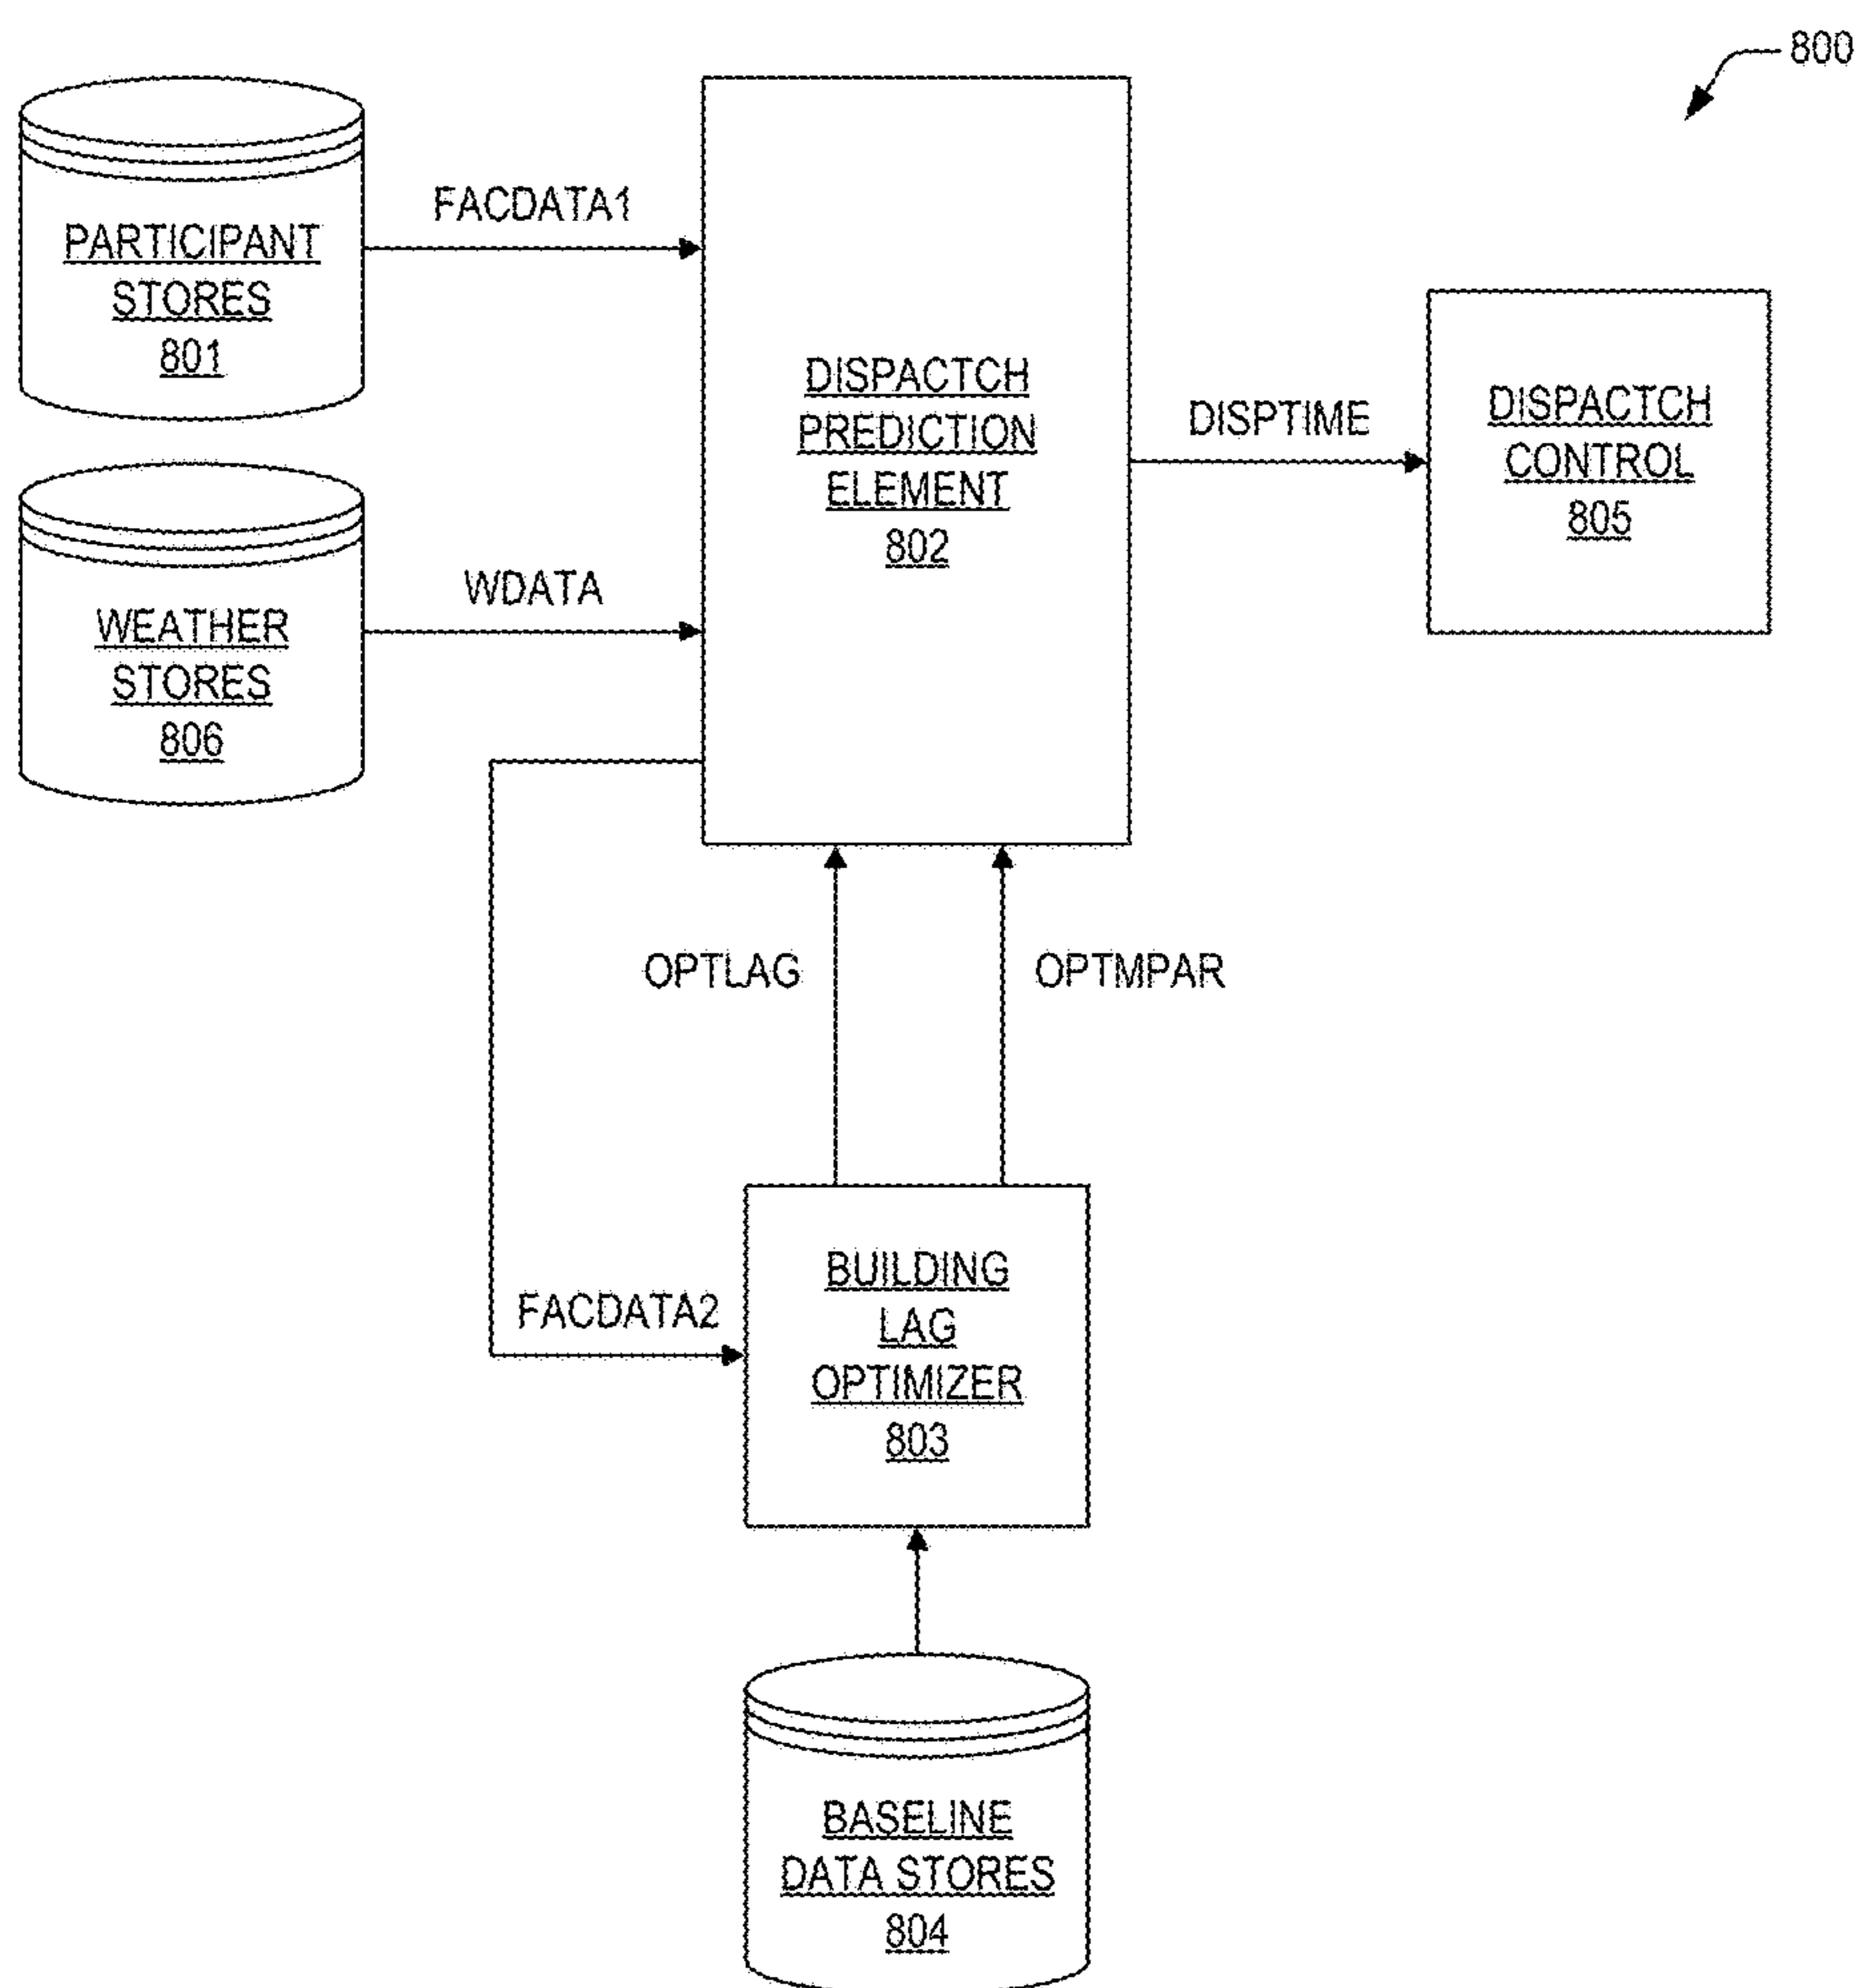 800
PARTICIPANT
STORES
801
FACDATA1
DISPACTCH
PREDICTION
ELEMENT
802
DISPTIME
DISPACTCH
CONTROL
805
WEATHER
STORES
806
WDATA
OPTLAG
OPTMPAR
FACDATA2
BUILDING
LAG
OPTIMIZER
803
BASELINE
DATA STORES
804